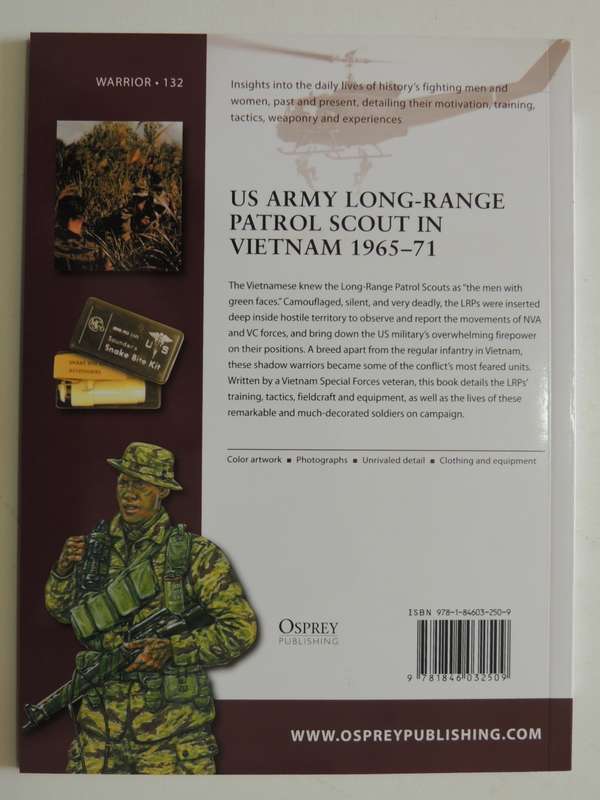 WARRIOR • 132
Insights into the daily lives of history's fighting men and
women, past and present, detailing their motivation, training,
tactics, weaponry and experiences
US ARMY LONG-RANGE
PATROL SCOUT IN
VIETNAM 1965–71
The Vietnamese knew the Long-Range Patrol Scouts as "the men with
green faces." Camouflaged, silent, and very deadly, the LRPs were inserted
deep inside hostile territory to observe and report the movements of NVA
and VC forces, and bring down the US military's overwhelming firepower
on their positions. A breed apart from the regular infantry in Vietnam,
these shadow warriors became some of the conflict's most feared units.
Written by a Vietnam Special Forces veteran, this book details the LRPs'
training, tactics, fieldcraft and equipment, as well as the lives of these
remarkable and much-decorated soldiers on campaign.
Color artwork ■ Photographs ■ Unrivaled detail ■ Clothing and equipment
U S
Saunders
Snake Bite Kit
SNAKE BITE
ACCESSORIES
OSPREY
PUBLISHING
ISBN 978-1-84603-250-9
9 781846 032509
WWW.OSPREYPUBLISHING.COM